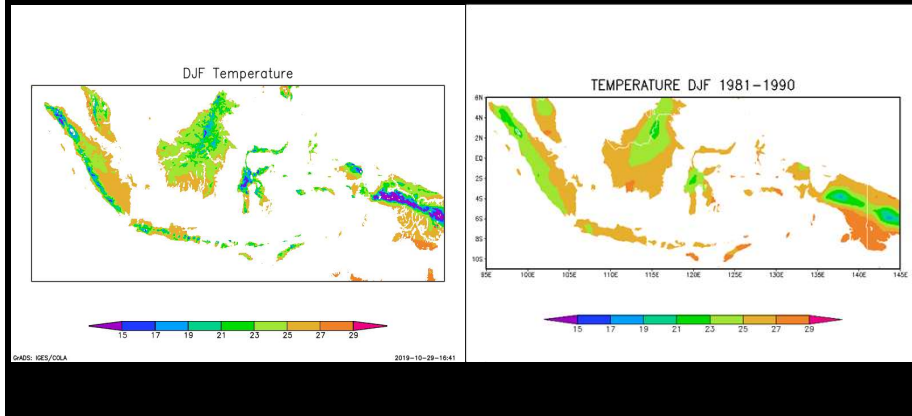 DJF Temperature
15 17 19 21 23 25 27 29
GrADS: IGES/COLA
2019-10-29-16:41
TEMPERATURE DJF 1981-1990
6N
4N
2N
EQ
2S
4S
6S
8S
10S
95E 100E 105E 110E 115E 120E 125E 130E 135E 140E 145E
15 17 19 21 23 25 27 29